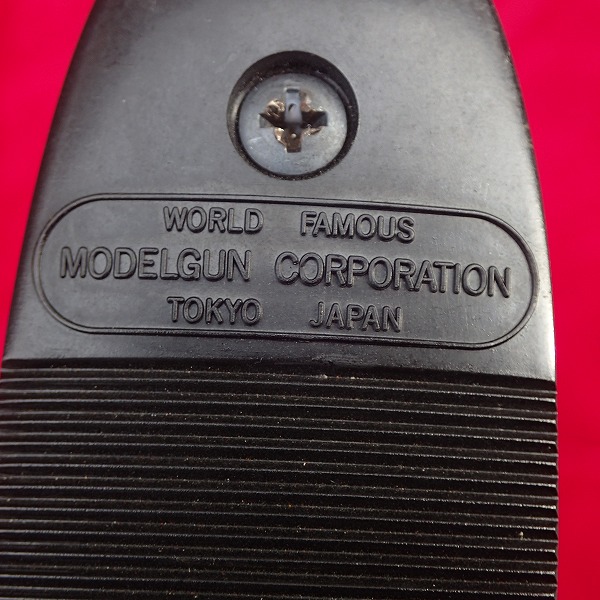 WORLD FAMOUS
MODELGUN CORPORATION
TOKYO JAPAN